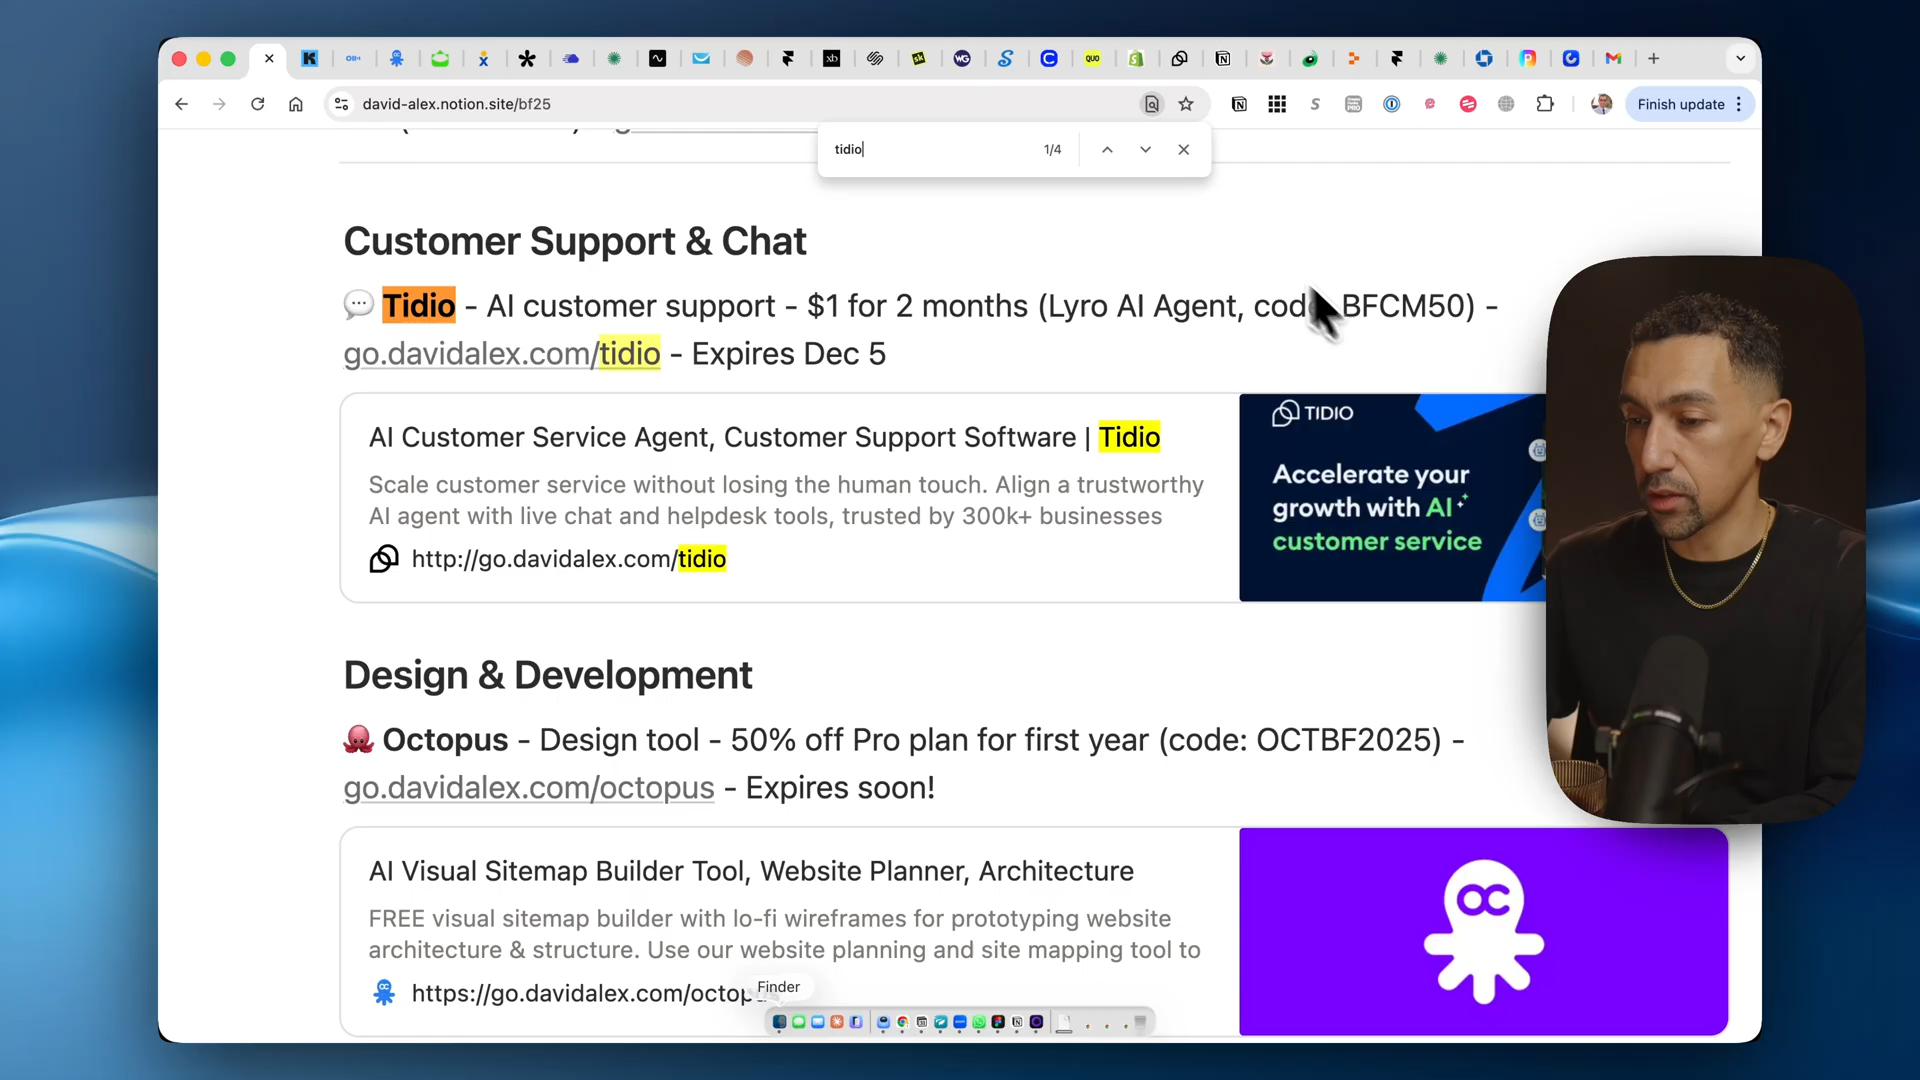 david-alex.notion.site/bf25
Finish update
tidio
1/4
Customer Support & Chat
Tidio - AI customer support - $1 for 2 months (Lyro AI Agent, code BFCM50) -
go.davidalex.com/tidio - Expires Dec 5
AI Customer Service Agent, Customer Support Software | Tidio
Scale customer service without losing the human touch. Align a trustworthy
AI agent with live chat and helpdesk tools, trusted by 300k+ businesses
http://go.davidalex.com/tidio
TIDIO
Accelerate your
growth with AI
customer service
Design & Development
Octopus - Design tool - 50% off Pro plan for first year (code: OCTBF2025) -
go.davidalex.com/octopus - Expires soon!
AI Visual Sitemap Builder Tool, Website Planner, Architecture
FREE visual sitemap builder with lo-fi wireframes for prototyping website
architecture & structure. Use our website planning and site mapping tool to
https://go.davidalex.com/octop
Finder